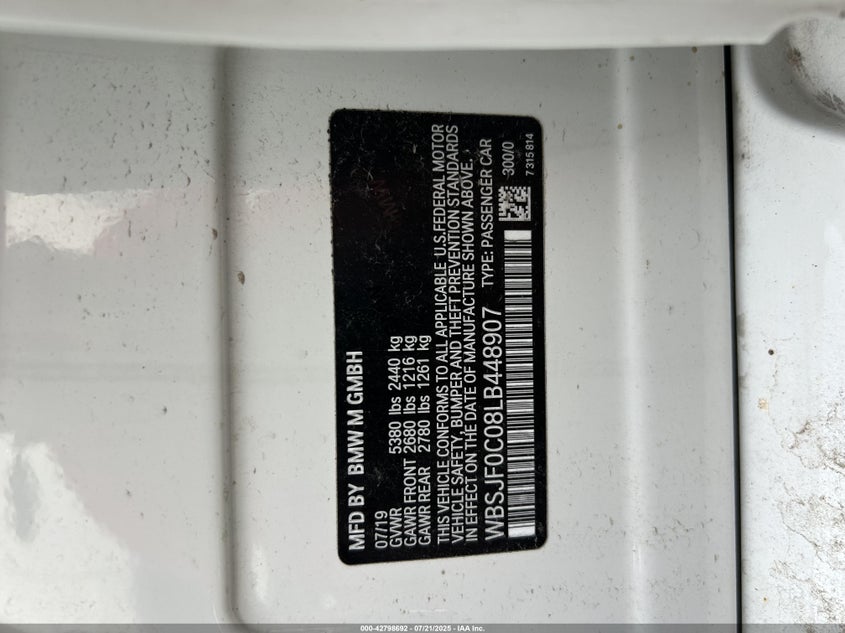 MFD BY BMW M GMBH
07/19
GVWR 5380 lbs 2440 kg
GAWR FRONT 2680 lbs 1216 kg
GAWR REAR 2780 lbs 1261 kg
THIS VEHICLE CONFORMS TO ALL APPLICABLE U.S.FEDERAL MOTOR
VEHICLE SAFETY, BUMPER AND THEFT PREVENTION STANDARDS
IN EFFECT ON THE DATE OF MANUFACTURE SHOWN ABOVE.
WBSJF0C08LB448907 TYPE: PASSENGER CAR
300/0
7 315 814
000-42798692 - 07/21/2025 - IAA Inc.